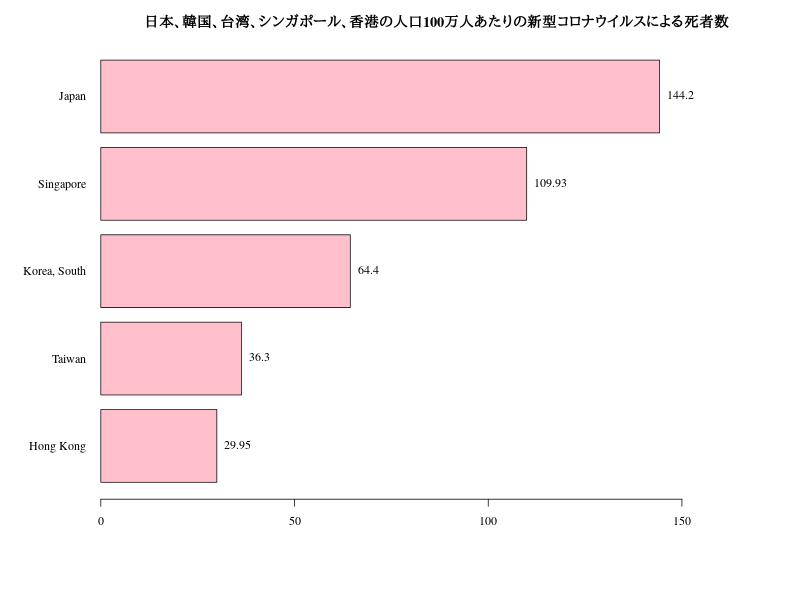 日本、韓国、台湾、シンガポール、香港の人口100万人あたりの新型コロナウイルスによる死者数
Japan 144.2
Singapore 109.93
Korea, South 64.4
Taiwan 36.3
Hong Kong 29.95
0 50 100 150